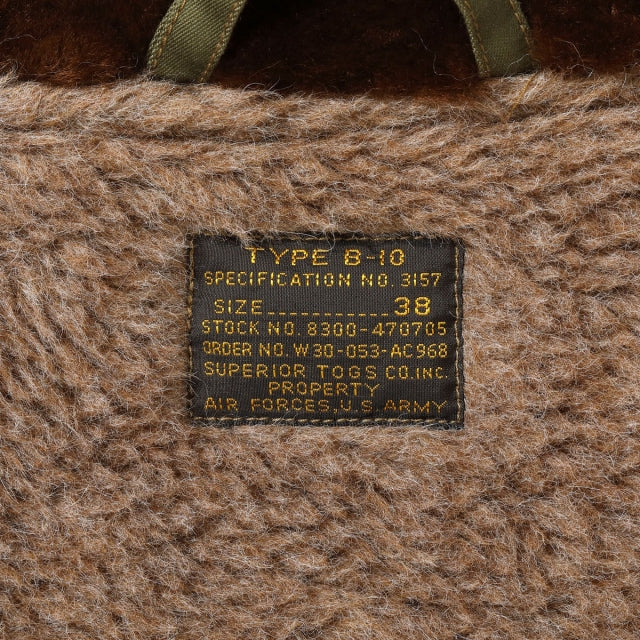 TYPE B-10
SPECIFICATION NO. 3157
SIZE____________38
STOCK NO. 8300-470705
ORDER NO. W30-053-AC968
SUPERIOR TOGS CO. INC.
PROPERTY
AIR FORCES, U.S. ARMY